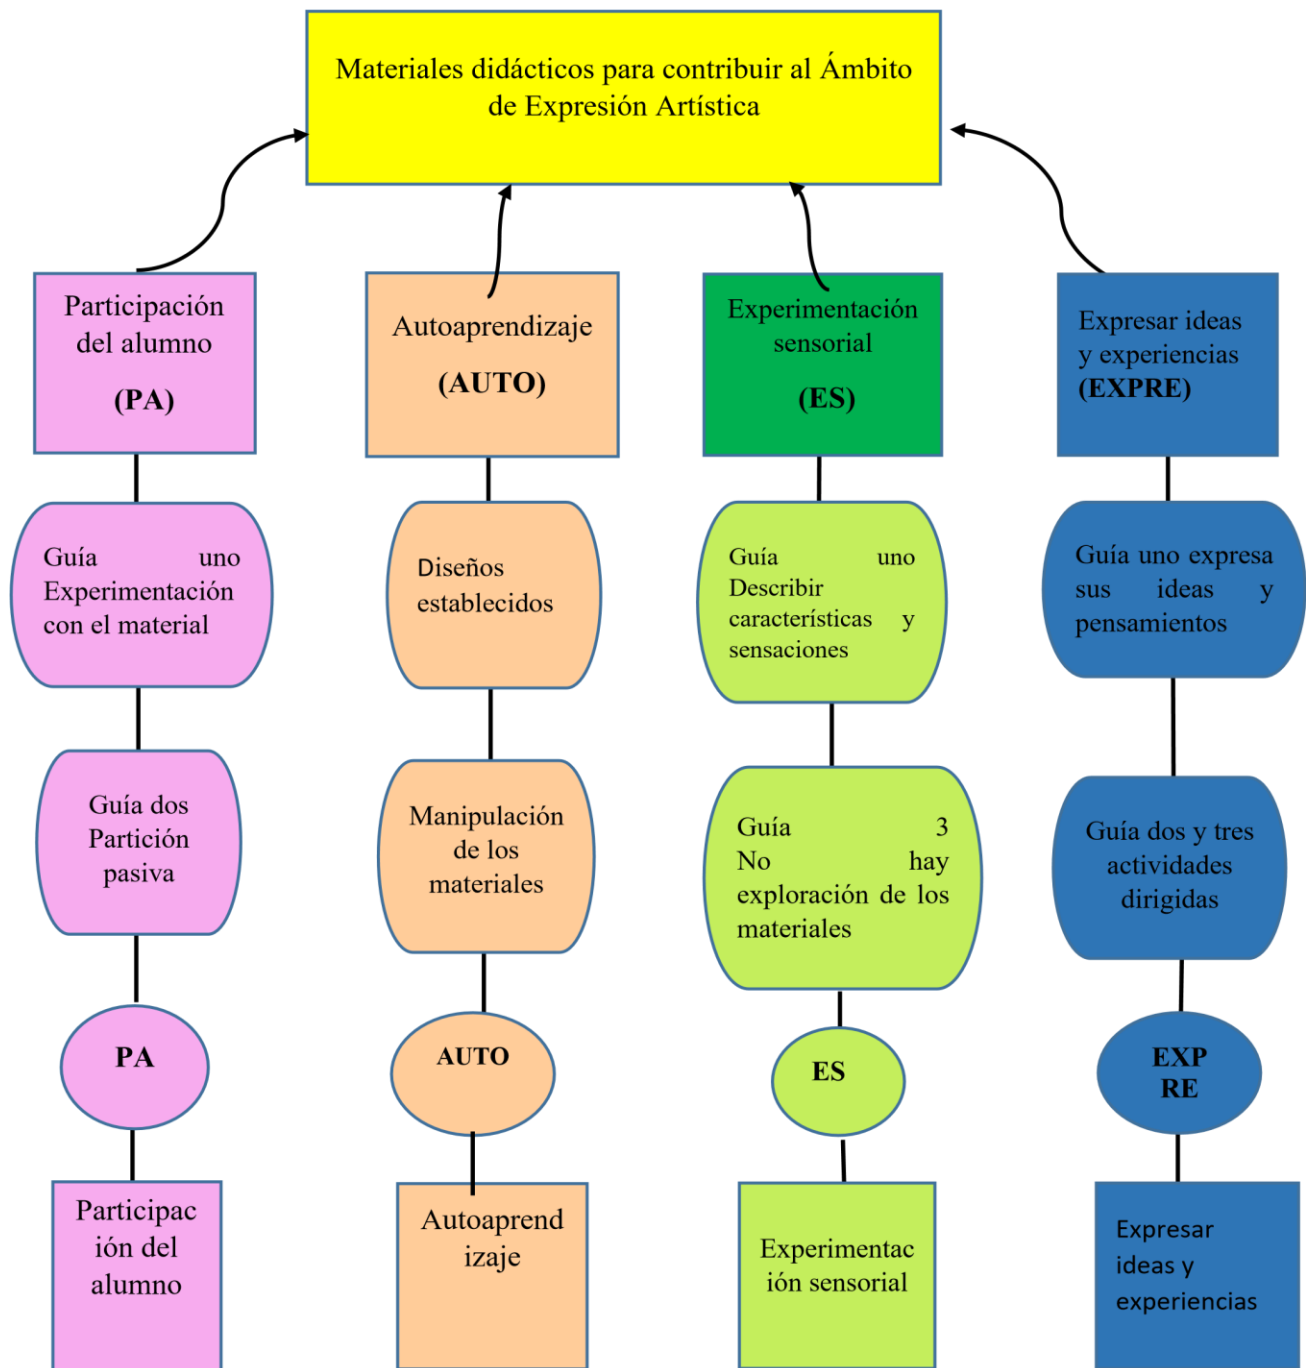 Materiales didácticos para contribuir al Ámbito
de Expresión Artística
Participación
del alumno
(PA)
Autoaprendizaje
(AUTO)
Experimentación
sensorial
(ES)
Expresar ideas
y experiencias
(EXPRE)
Guía uno
Experimentación
con el material
Diseños
establecidos
Guía uno
Describir
características y
sensaciones
Guía uno expresa
sus ideas y
pensamientos
Guía dos
Partición
pasiva
Manipulación
de los
materiales
Guía 3
No hay
exploración de los
materiales
Guía dos y tres
actividades
dirigidas
PA
AUTO
ES
EXP
RE
Participac
ión del
alumno
Autoaprend
izaje
Experimentac
ión sensorial
Expresar
ideas y
experiencias